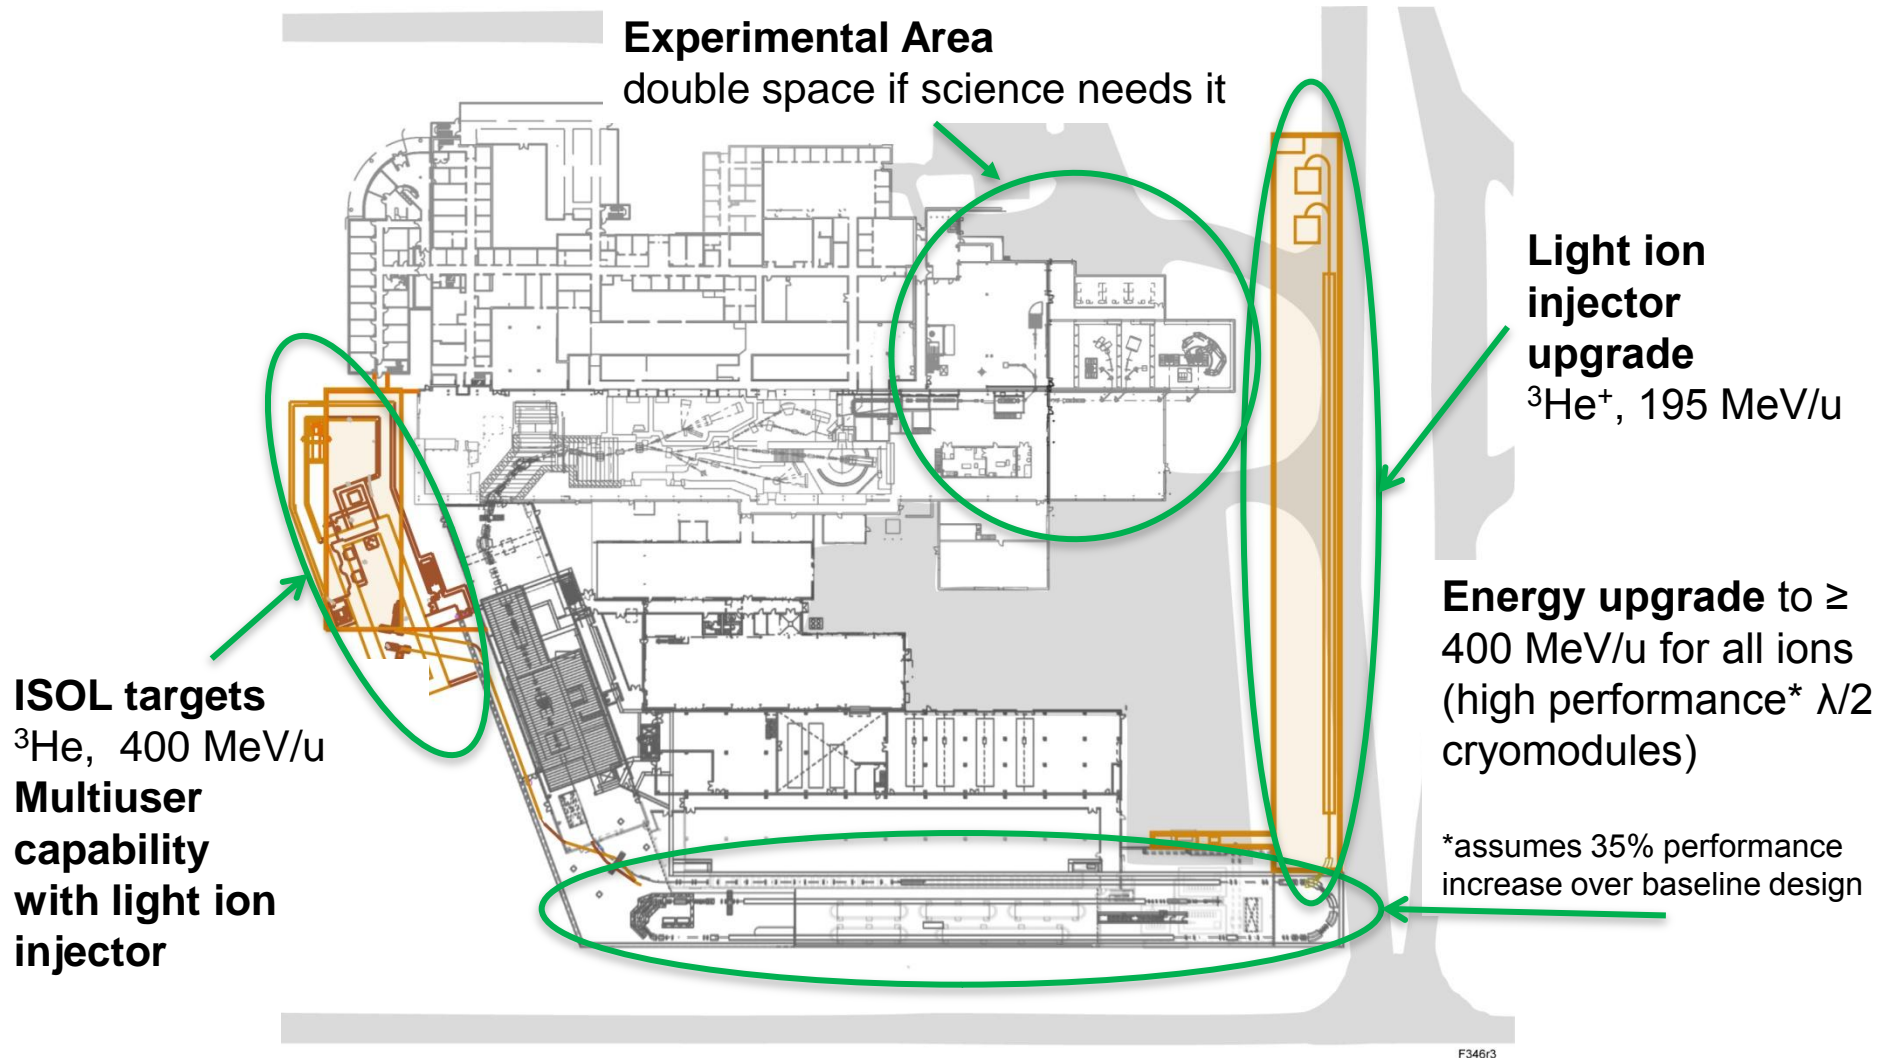 Experimental Area
double space if science needs it
Light ion
injector
upgrade
³He⁺, 195 MeV/u
Energy upgrade to ≥
400 MeV/u for all ions
(high performance* λ/2
cryomodules)
*assumes 35% performance
increase over baseline design
ISOL targets
³He, 400 MeV/u
Multiuser
capability
with light ion
injector
F346r3